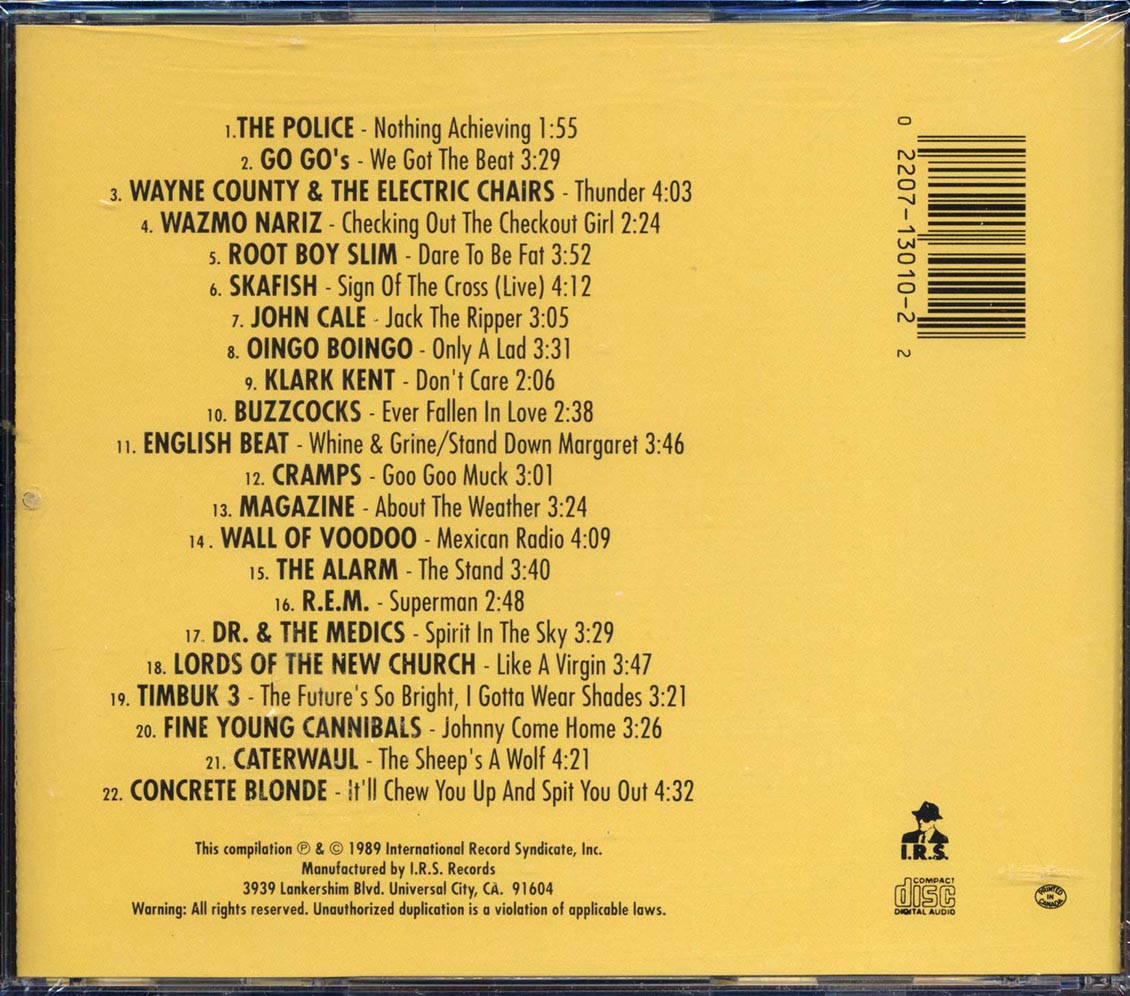 1.THE POLICE - Nothing Achieving 1:55
2. GO GO's - We Got The Beat 3:29
3. WAYNE COUNTY & THE ELECTRIC CHAIRS - Thunder 4:03
4. WAZMO NARIZ - Checking Out The Checkout Girl 2:24
5. ROOT BOY SLIM - Dare To Be Fat 3:52
6. SKAFISH - Sign Of The Cross (Live) 4:12
7. JOHN CALE - Jack The Ripper 3:05
8. OINGO BOINGO - Only A Lad 3:31
9. KLARK KENT - Don't Care 2:06
10. BUZZCOCKS - Ever Fallen In Love 2:38
11. ENGLISH BEAT - Whine & Grine/Stand Down Margaret 3:46
12. CRAMPS - Goo Goo Muck 3:01
13. MAGAZINE - About The Weather 3:24
14. WALL OF VOODOO - Mexican Radio 4:09
15. THE ALARM - The Stand 3:40
16. R.E.M. - Superman 2:48
17. DR. & THE MEDICS - Spirit In The Sky 3:29
18. LORDS OF THE NEW CHURCH - Like A Virgin 3:47
19. TIMBUK 3 - The Future's So Bright, I Gotta Wear Shades 3:21
20. FINE YOUNG CANNIBALS - Johnny Come Home 3:26
21. CATERWAUL - The Sheep's A Wolf 4:21
22. CONCRETE BLONDE - It'll Chew You Up And Spit You Out 4:32
This compilation ℗ & © 1989 International Record Syndicate, Inc.
Manufactured by I.R.S. Records
3939 Lankershim Blvd. Universal City, CA. 91604
Warning: All rights reserved. Unauthorized duplication is a violation of applicable laws.
0 2207-13010-2 2
I.R.S.
COMPACT
disc
DIGITAL AUDIO
PRINTED
IN
CANADA